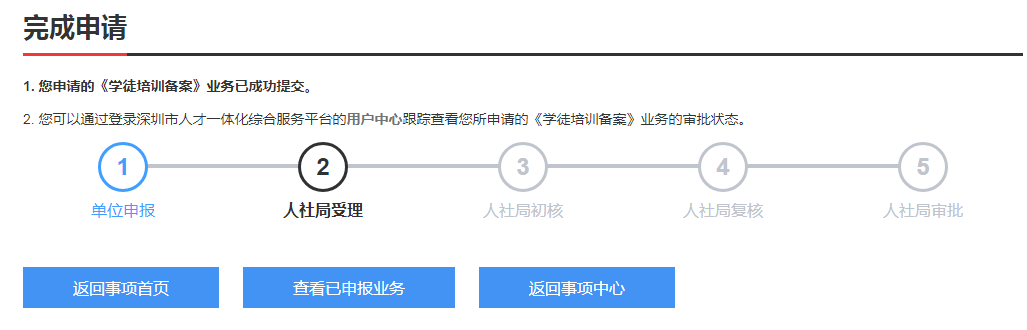 完成申请
1. 您申请的《学徒培训备案》业务已成功提交。
2. 您可以通过登录深圳市人才一体化综合服务平台的用户中心跟踪查看您所申请的《学徒培训备案》业务的审批状态。
1 2 3 4 5
单位申报 人社局受理 人社局初核 人社局复核 人社局审批
返回事项首页 查看已申报业务 返回事项中心